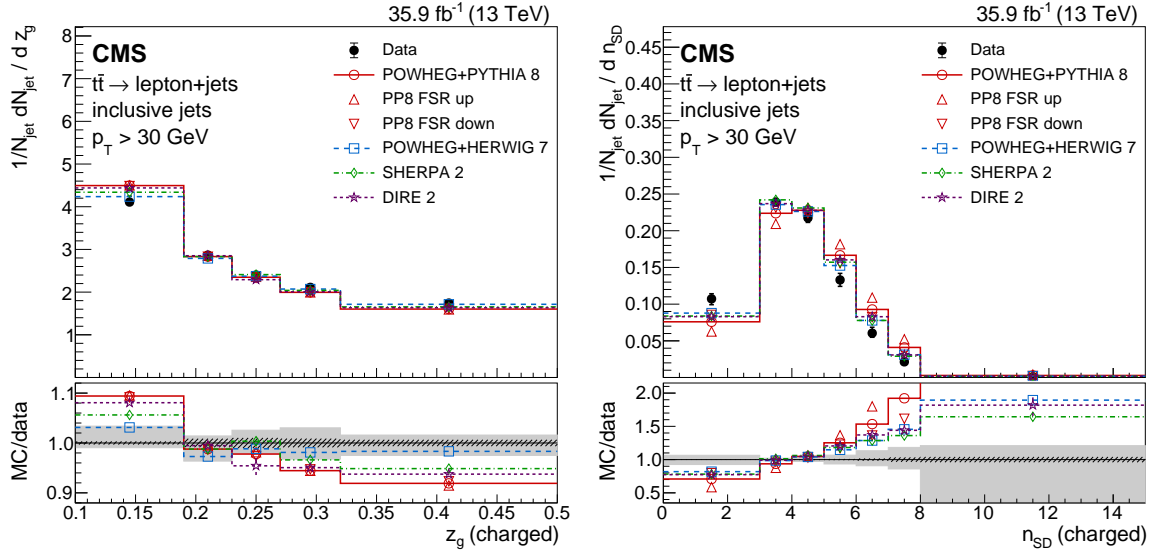 35.9 fb⁻¹ (13 TeV)
1/N_jet dN_jet / d z_g
8
7
6
5
4
3
2
1
CMS
tt̄ → lepton+jets
inclusive jets
p_T > 30 GeV
Data
POWHEG+PYTHIA 8
PP8 FSR up
PP8 FSR down
POWHEG+HERWIG 7
SHERPA 2
DIRE 2
MC/data
1.1
1.0
0.9
0.1 0.15 0.2 0.25 0.3 0.35 0.4 0.45 0.5
z_g (charged)
35.9 fb⁻¹ (13 TeV)
1/N_jet dN_jet / d n_SD
0.45
0.40
0.35
0.30
0.25
0.20
0.15
0.10
0.05
CMS
tt̄ → lepton+jets
inclusive jets
p_T > 30 GeV
Data
POWHEG+PYTHIA 8
PP8 FSR up
PP8 FSR down
POWHEG+HERWIG 7
SHERPA 2
DIRE 2
MC/data
2.0
1.5
1.0
0.5
0 2 4 6 8 10 12 14
n_SD (charged)